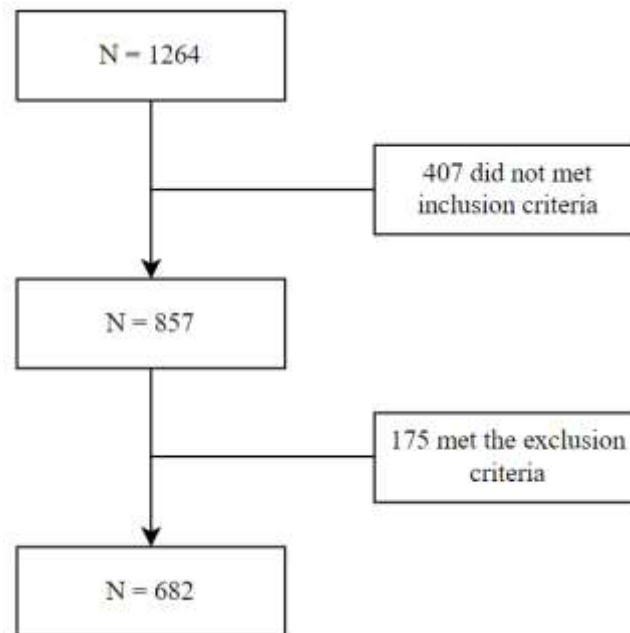 N = 1264
407 did not met
inclusion criteria
N = 857
175 met the exclusion
criteria
N = 682